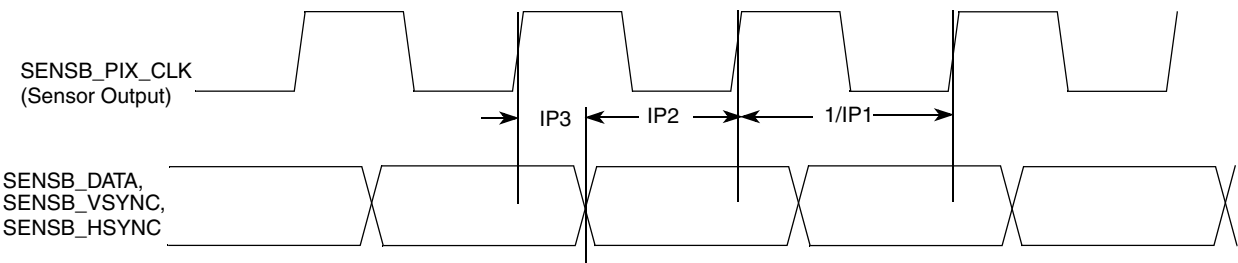 SENSB_PIX_CLK
(Sensor Output)
IP3
IP2
1/IP1
SENSB_DATA,
SENSB_VSYNC,
SENSB_HSYNC